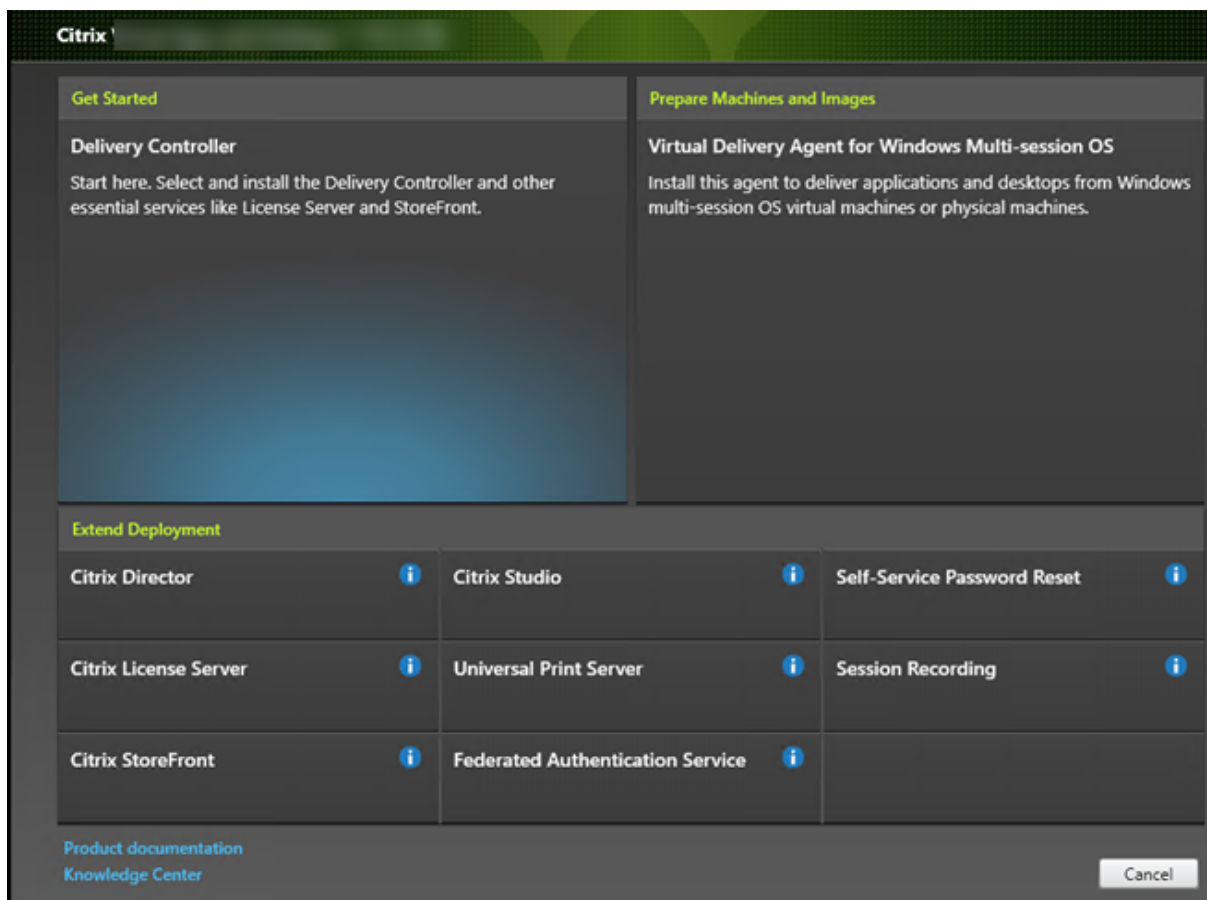 Citrix
Get Started
Delivery Controller
Start here. Select and install the Delivery Controller and other
essential services like License Server and StoreFront.
Prepare Machines and Images
Virtual Delivery Agent for Windows Multi-session OS
Install this agent to deliver applications and desktops from Windows
multi-session OS virtual machines or physical machines.
Extend Deployment
Citrix Director
Citrix Studio
Self-Service Password Reset
Citrix License Server
Universal Print Server
Session Recording
Citrix StoreFront
Federated Authentication Service
Product documentation
Knowledge Center
Cancel